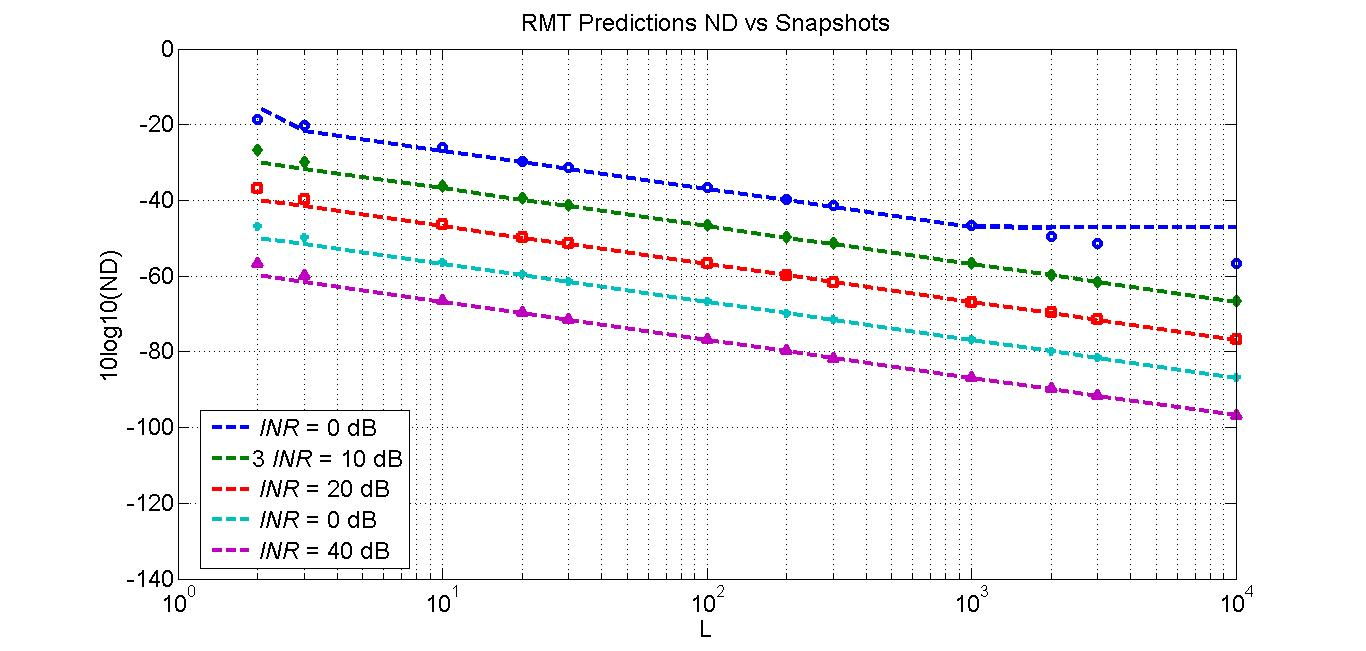 RMT Predictions ND vs Snapshots
0
-20
-40
-60
-80
-100
-120
-140
10log10(ND)
INR = 0 dB
3 INR = 10 dB
INR = 20 dB
INR = 0 dB
INR = 40 dB
10^0 10^1 10^2 10^3 10^4
L